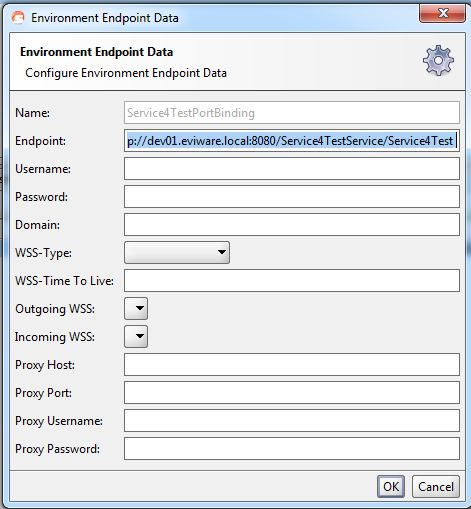 Environment Endpoint Data
Environment Endpoint Data
Configure Environment Endpoint Data
Name: Service4TestPortBinding
Endpoint: p://dev01.eviware.local:8080/Service4TestService/Service4Test
Username:
Password:
Domain:
WSS-Type:
WSS-Time To Live:
Outgoing WSS:
Incoming WSS:
Proxy Host:
Proxy Port:
Proxy Username:
Proxy Password:
OK Cancel